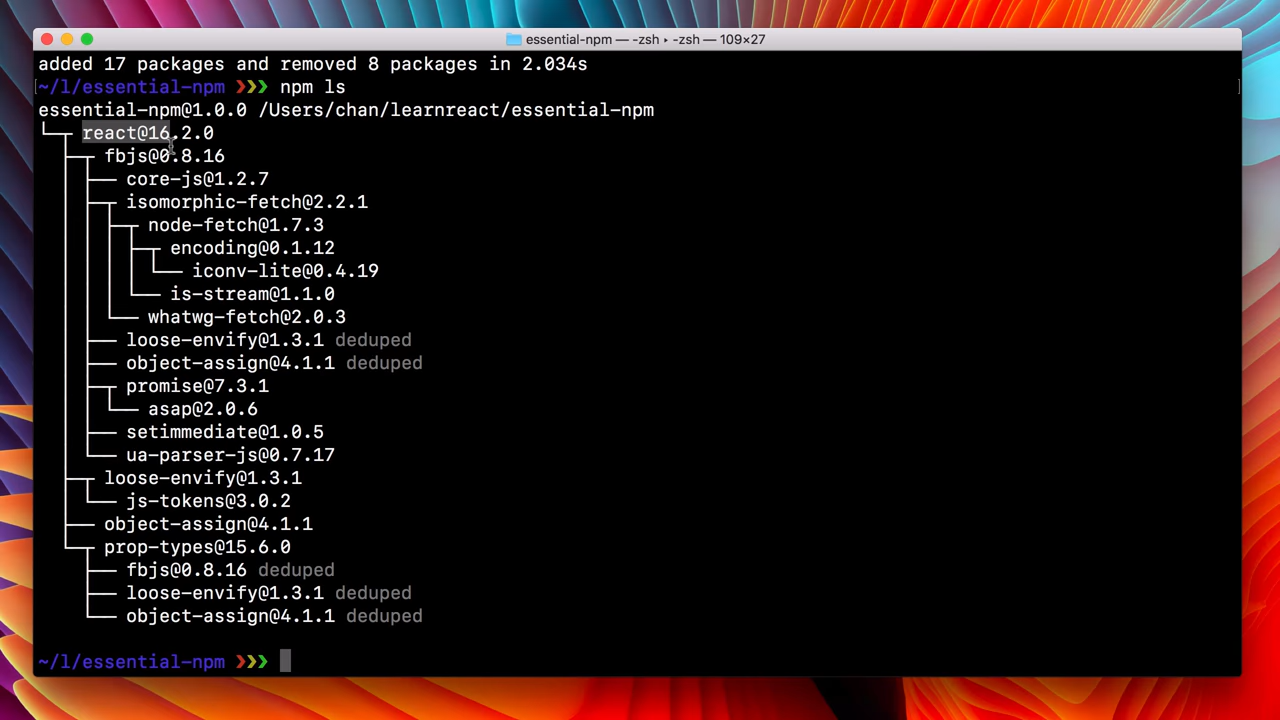 essential-npm — -zsh ▸ -zsh — 109×27
added 17 packages and removed 8 packages in 2.034s
~/l/essential-npm ❯❯❯ npm ls
essential-npm@1.0.0 /Users/chan/learnreact/essential-npm
└─┬ react@16.2.0
  ├─┬ fbjs@0.8.16
  │ ├── core-js@1.2.7
  │ ├─┬ isomorphic-fetch@2.2.1
  │ │ ├─┬ node-fetch@1.7.3
  │ │ │ ├─┬ encoding@0.1.12
  │ │ │ │ └── iconv-lite@0.4.19
  │ │ │ └── is-stream@1.1.0
  │ │ └── whatwg-fetch@2.0.3
  │ ├── loose-envify@1.3.1 deduped
  │ ├── object-assign@4.1.1 deduped
  │ ├─┬ promise@7.3.1
  │ │ └── asap@2.0.6
  │ ├── setimmediate@1.0.5
  │ └── ua-parser-js@0.7.17
  ├─┬ loose-envify@1.3.1
  │ └── js-tokens@3.0.2
  ├── object-assign@4.1.1
  └─┬ prop-types@15.6.0
    ├── fbjs@0.8.16 deduped
    ├── loose-envify@1.3.1 deduped
    └── object-assign@4.1.1 deduped
~/l/essential-npm ❯❯❯